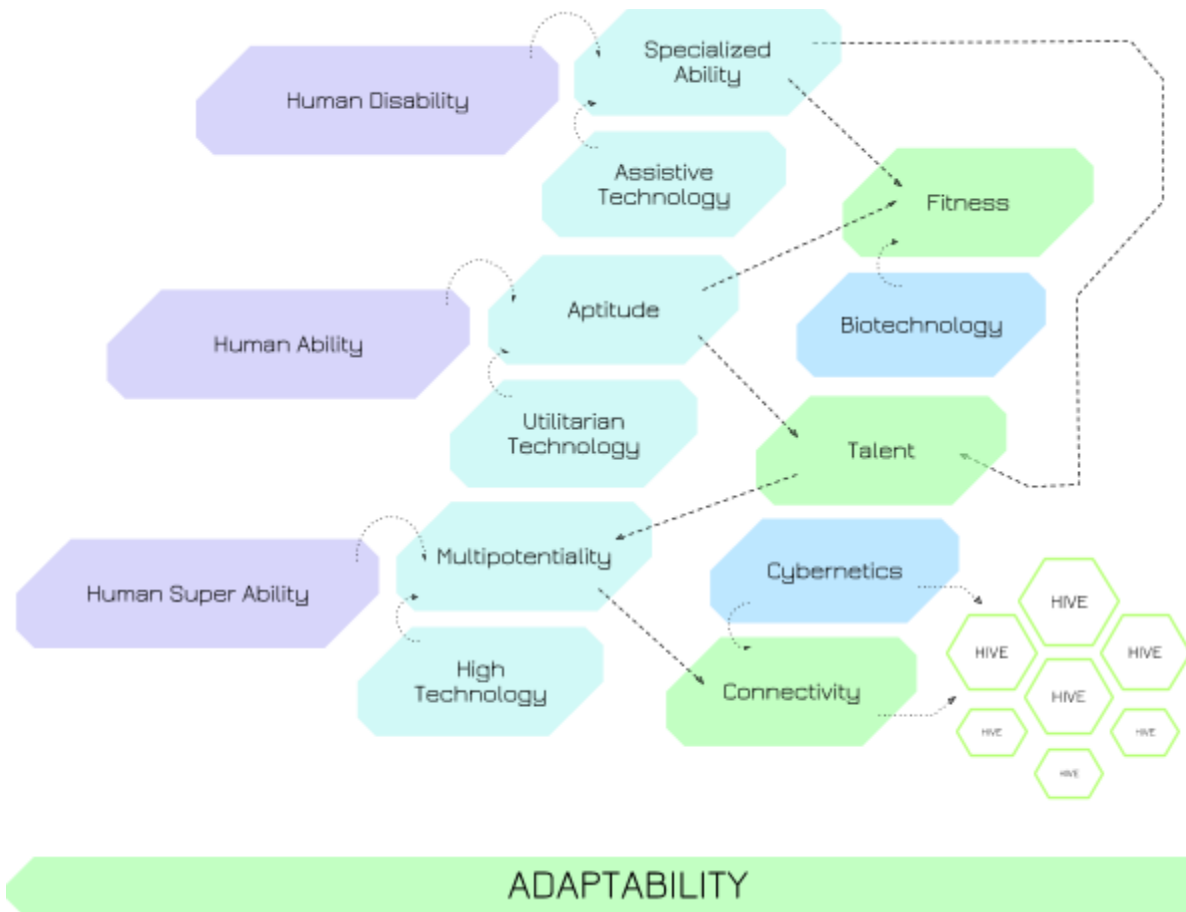 Specialized
Ability
Human Disability
Assistive
Technology
Fitness
Aptitude
Biotechnology
Human Ability
Utilitarian
Technology
Talent
Multipotentiality
Cybernetics
Human Super Ability
HIVE
HIVE
HIVE
High
Technology
Connectivity
HIVE
HIVE
HIVE
HIVE
ADAPTABILITY